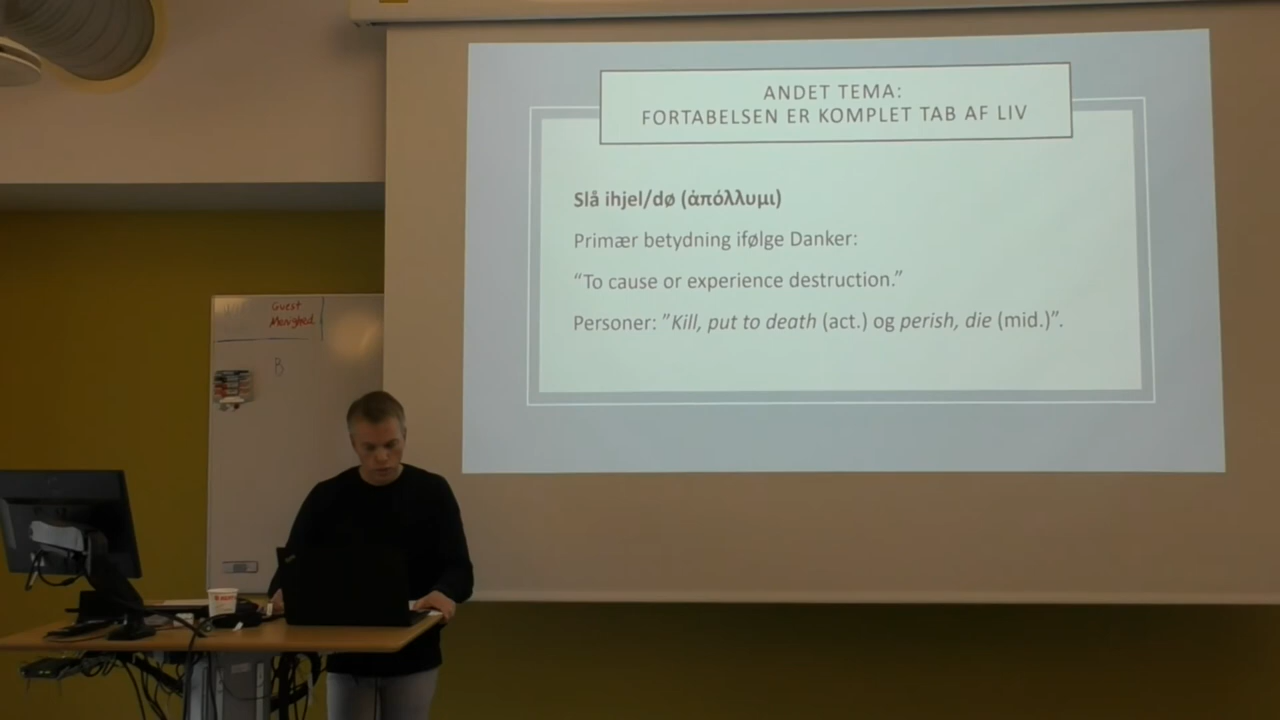 ANDET TEMA:
FORTABELSEN ER KOMPLET TAB AF LIV
Slå ihjel/dø (ἀπόλλυμι)
Primær betydning ifølge Danker:
“To cause or experience destruction.”
Personer: ”Kill, put to death (act.) og perish, die (mid.)”.
Guest
Menighed
B